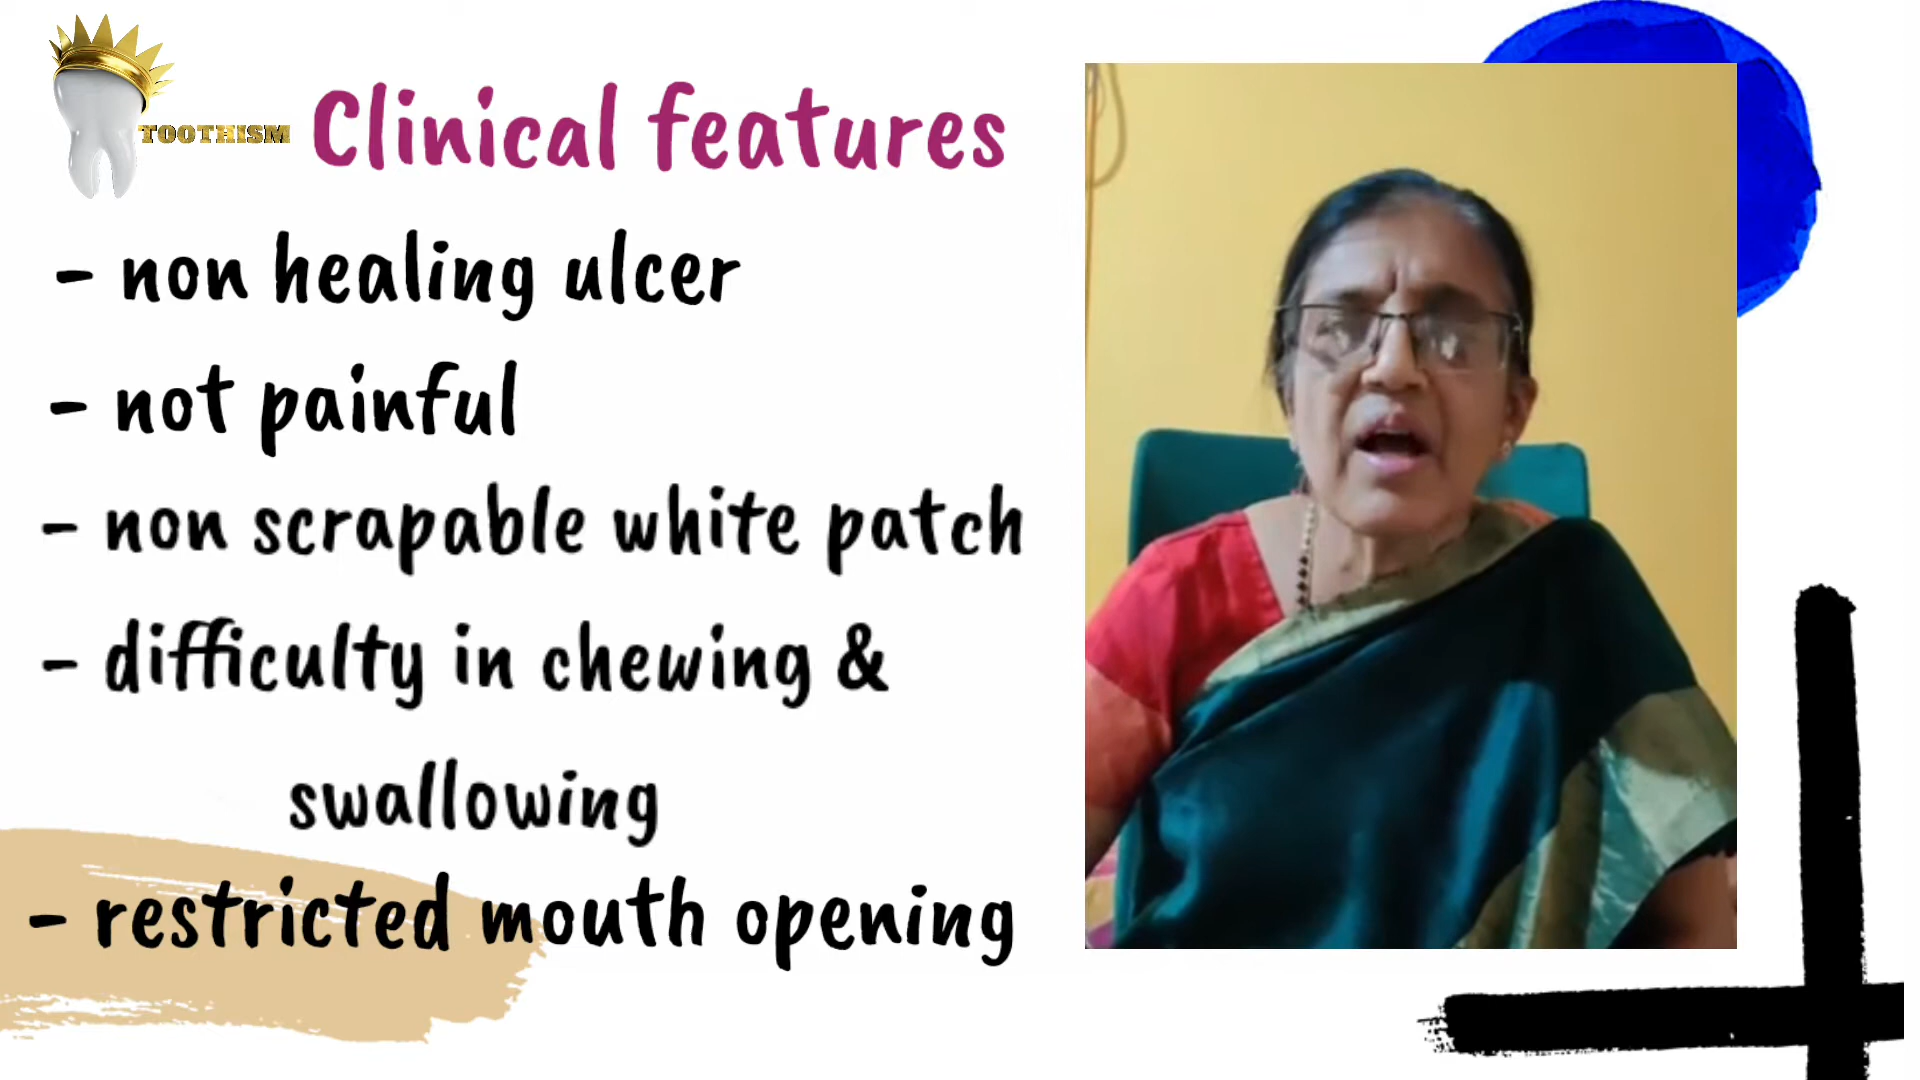 TOOTHISM
Clinical features
- non healing ulcer
- not painful
- non scrapable white patch
- difficulty in chewing &
swallowing
- restricted mouth opening